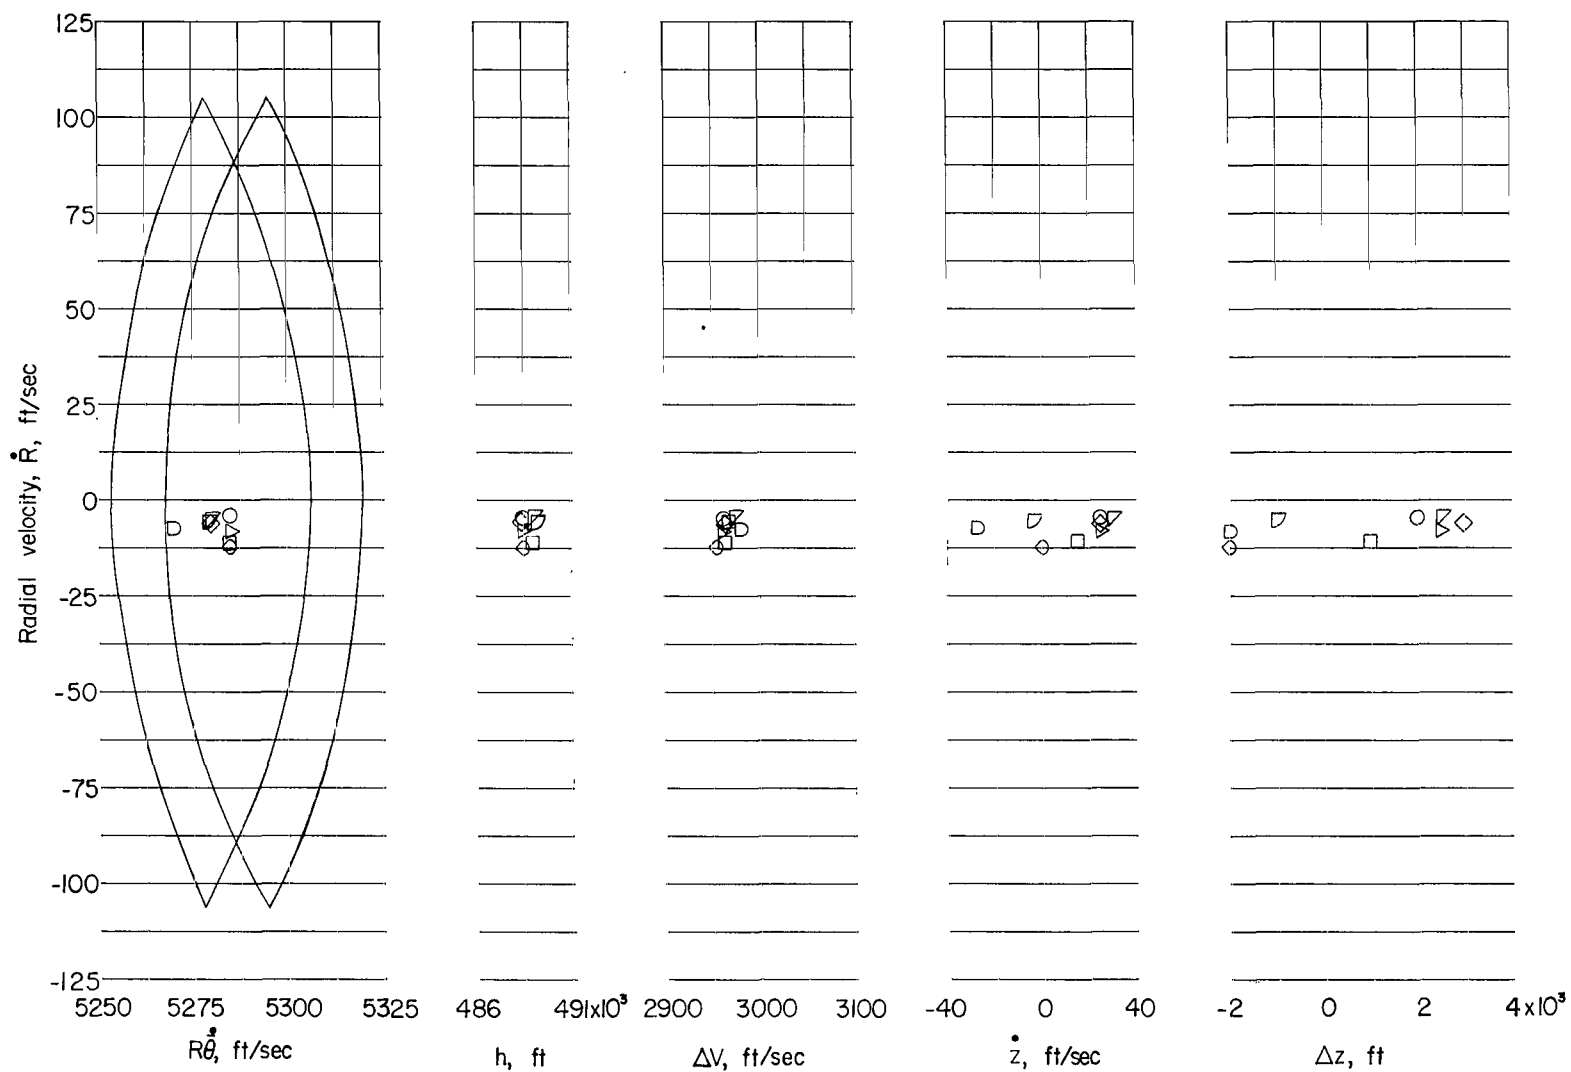 125
100
75
50
25
0
-25
-50
-75
-100
-125
Radial velocity, Ṙ, ft/sec
5250 5275 5300 5325
Rθ̇, ft/sec
486 491x10³
h, ft
2900 3000 3100
ΔV, ft/sec
-40 0 40
ż, ft/sec
-2 0 2 4x10³
Δz, ft